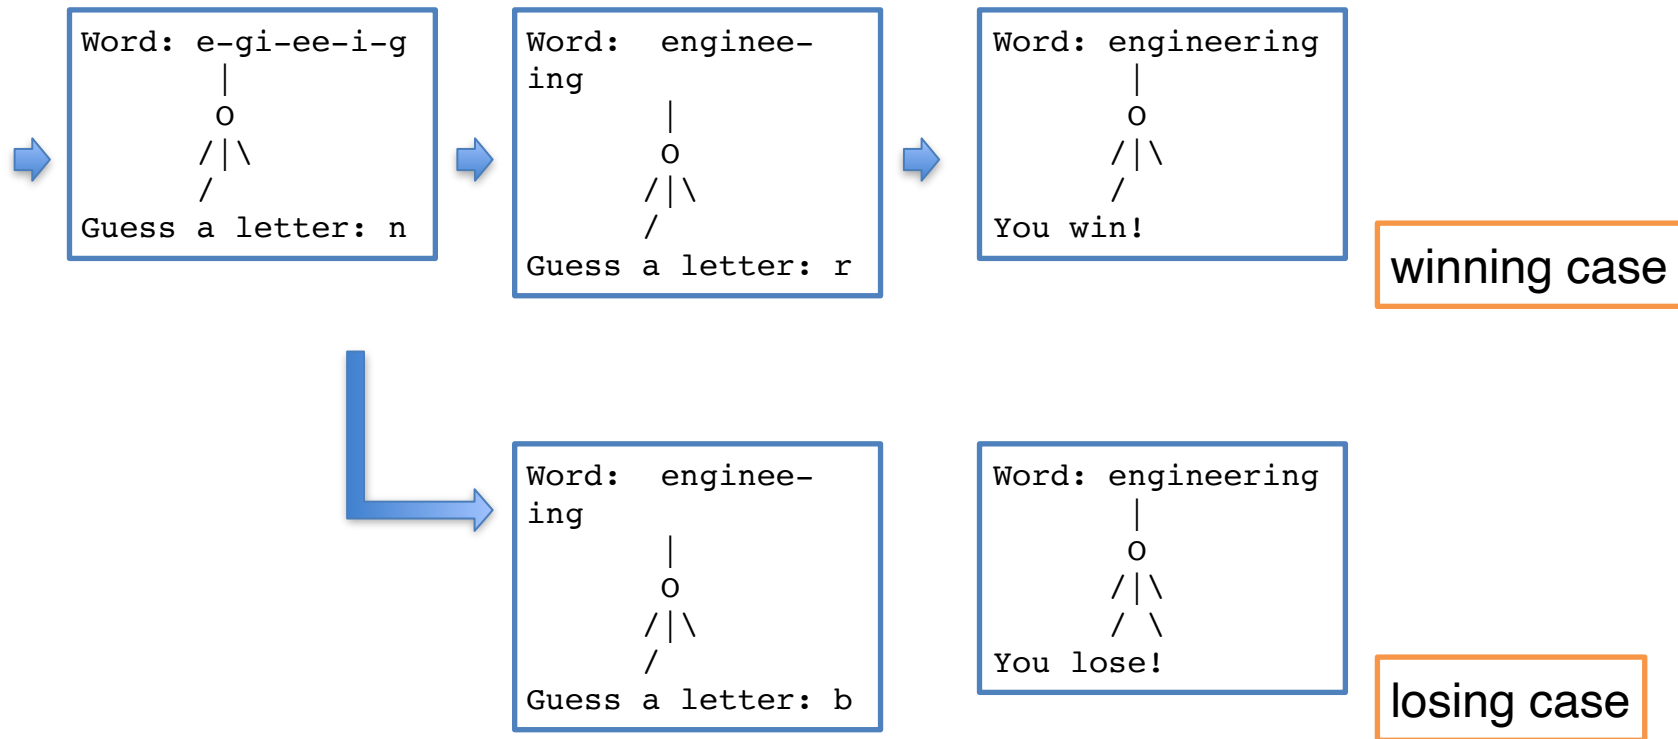 Word: e-gi-ee-i-g
|
O
/|\
/
Guess a letter: n
Word:  enginee-
ing
|
O
/|\
/
Guess a letter: r
Word: engineering
|
O
/|\
/
You win!
winning case
Word:  enginee-
ing
|
O
/|\
/
Guess a letter: b
Word: engineering
|
O
/|\
/ \
You lose!
losing case